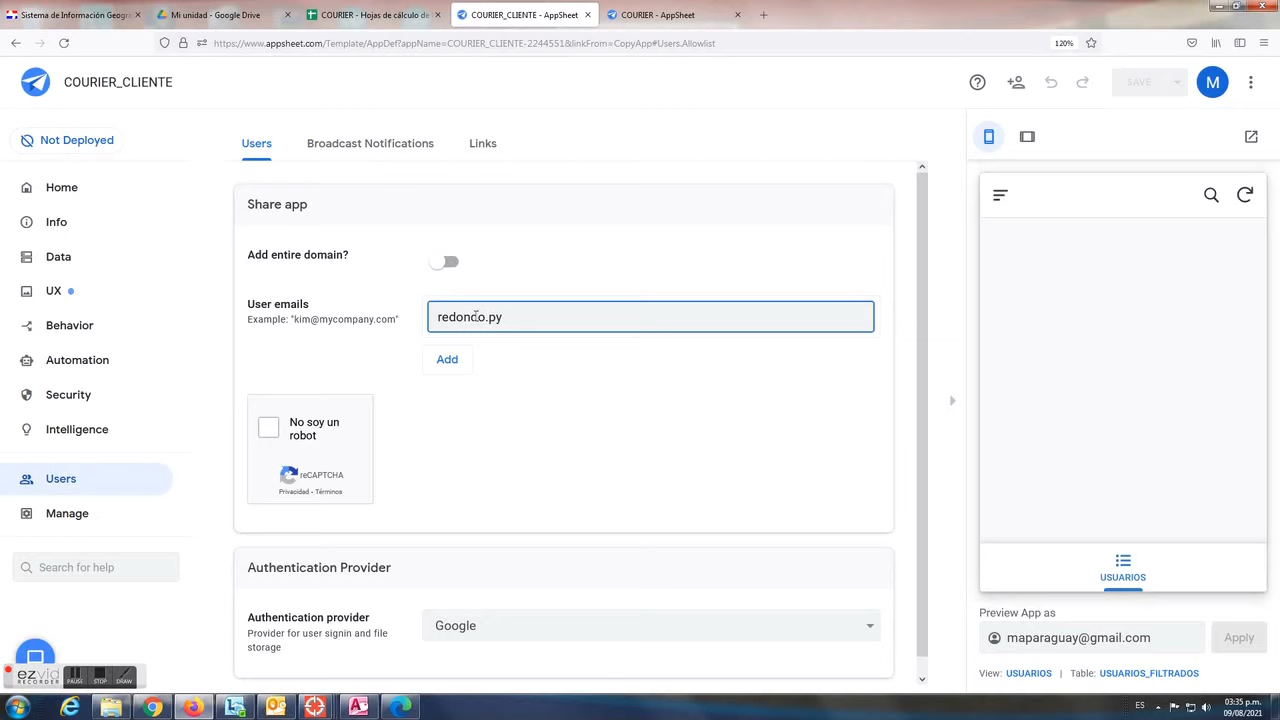 Sistema de Información Geogr
Mi unidad - Google Drive
COURIER - Hojas de cálculo de
COURIER_CLIENTE - AppSheet
COURIER - AppSheet
https://www.appsheet.com/Template/AppDef?appName=COURIER_CLIENTE-2244551&linkFrom=CopyApp#Users.Allowlist
120%
COURIER_CLIENTE
SAVE
M
Not Deployed
Users
Broadcast Notifications
Links
Home
Info
Data
UX
Behavior
Automation
Security
Intelligence
Users
Manage
Search for help
Share app
Add entire domain?
User emails
Example: "kim@mycompany.com"
redondo.py
Add
No soy un
robot
reCAPTCHA
Privacidad - Términos
Authentication Provider
Authentication provider
Provider for user signin and file
storage
Google
USUARIOS
Preview App as
maparaguay@gmail.com
Apply
View: USUARIOS | Table: USUARIOS_FILTRADOS
ezvid
RECORDER
PAUSE
STOP
DRAW
ES
03:35 p.m.
09/08/2021